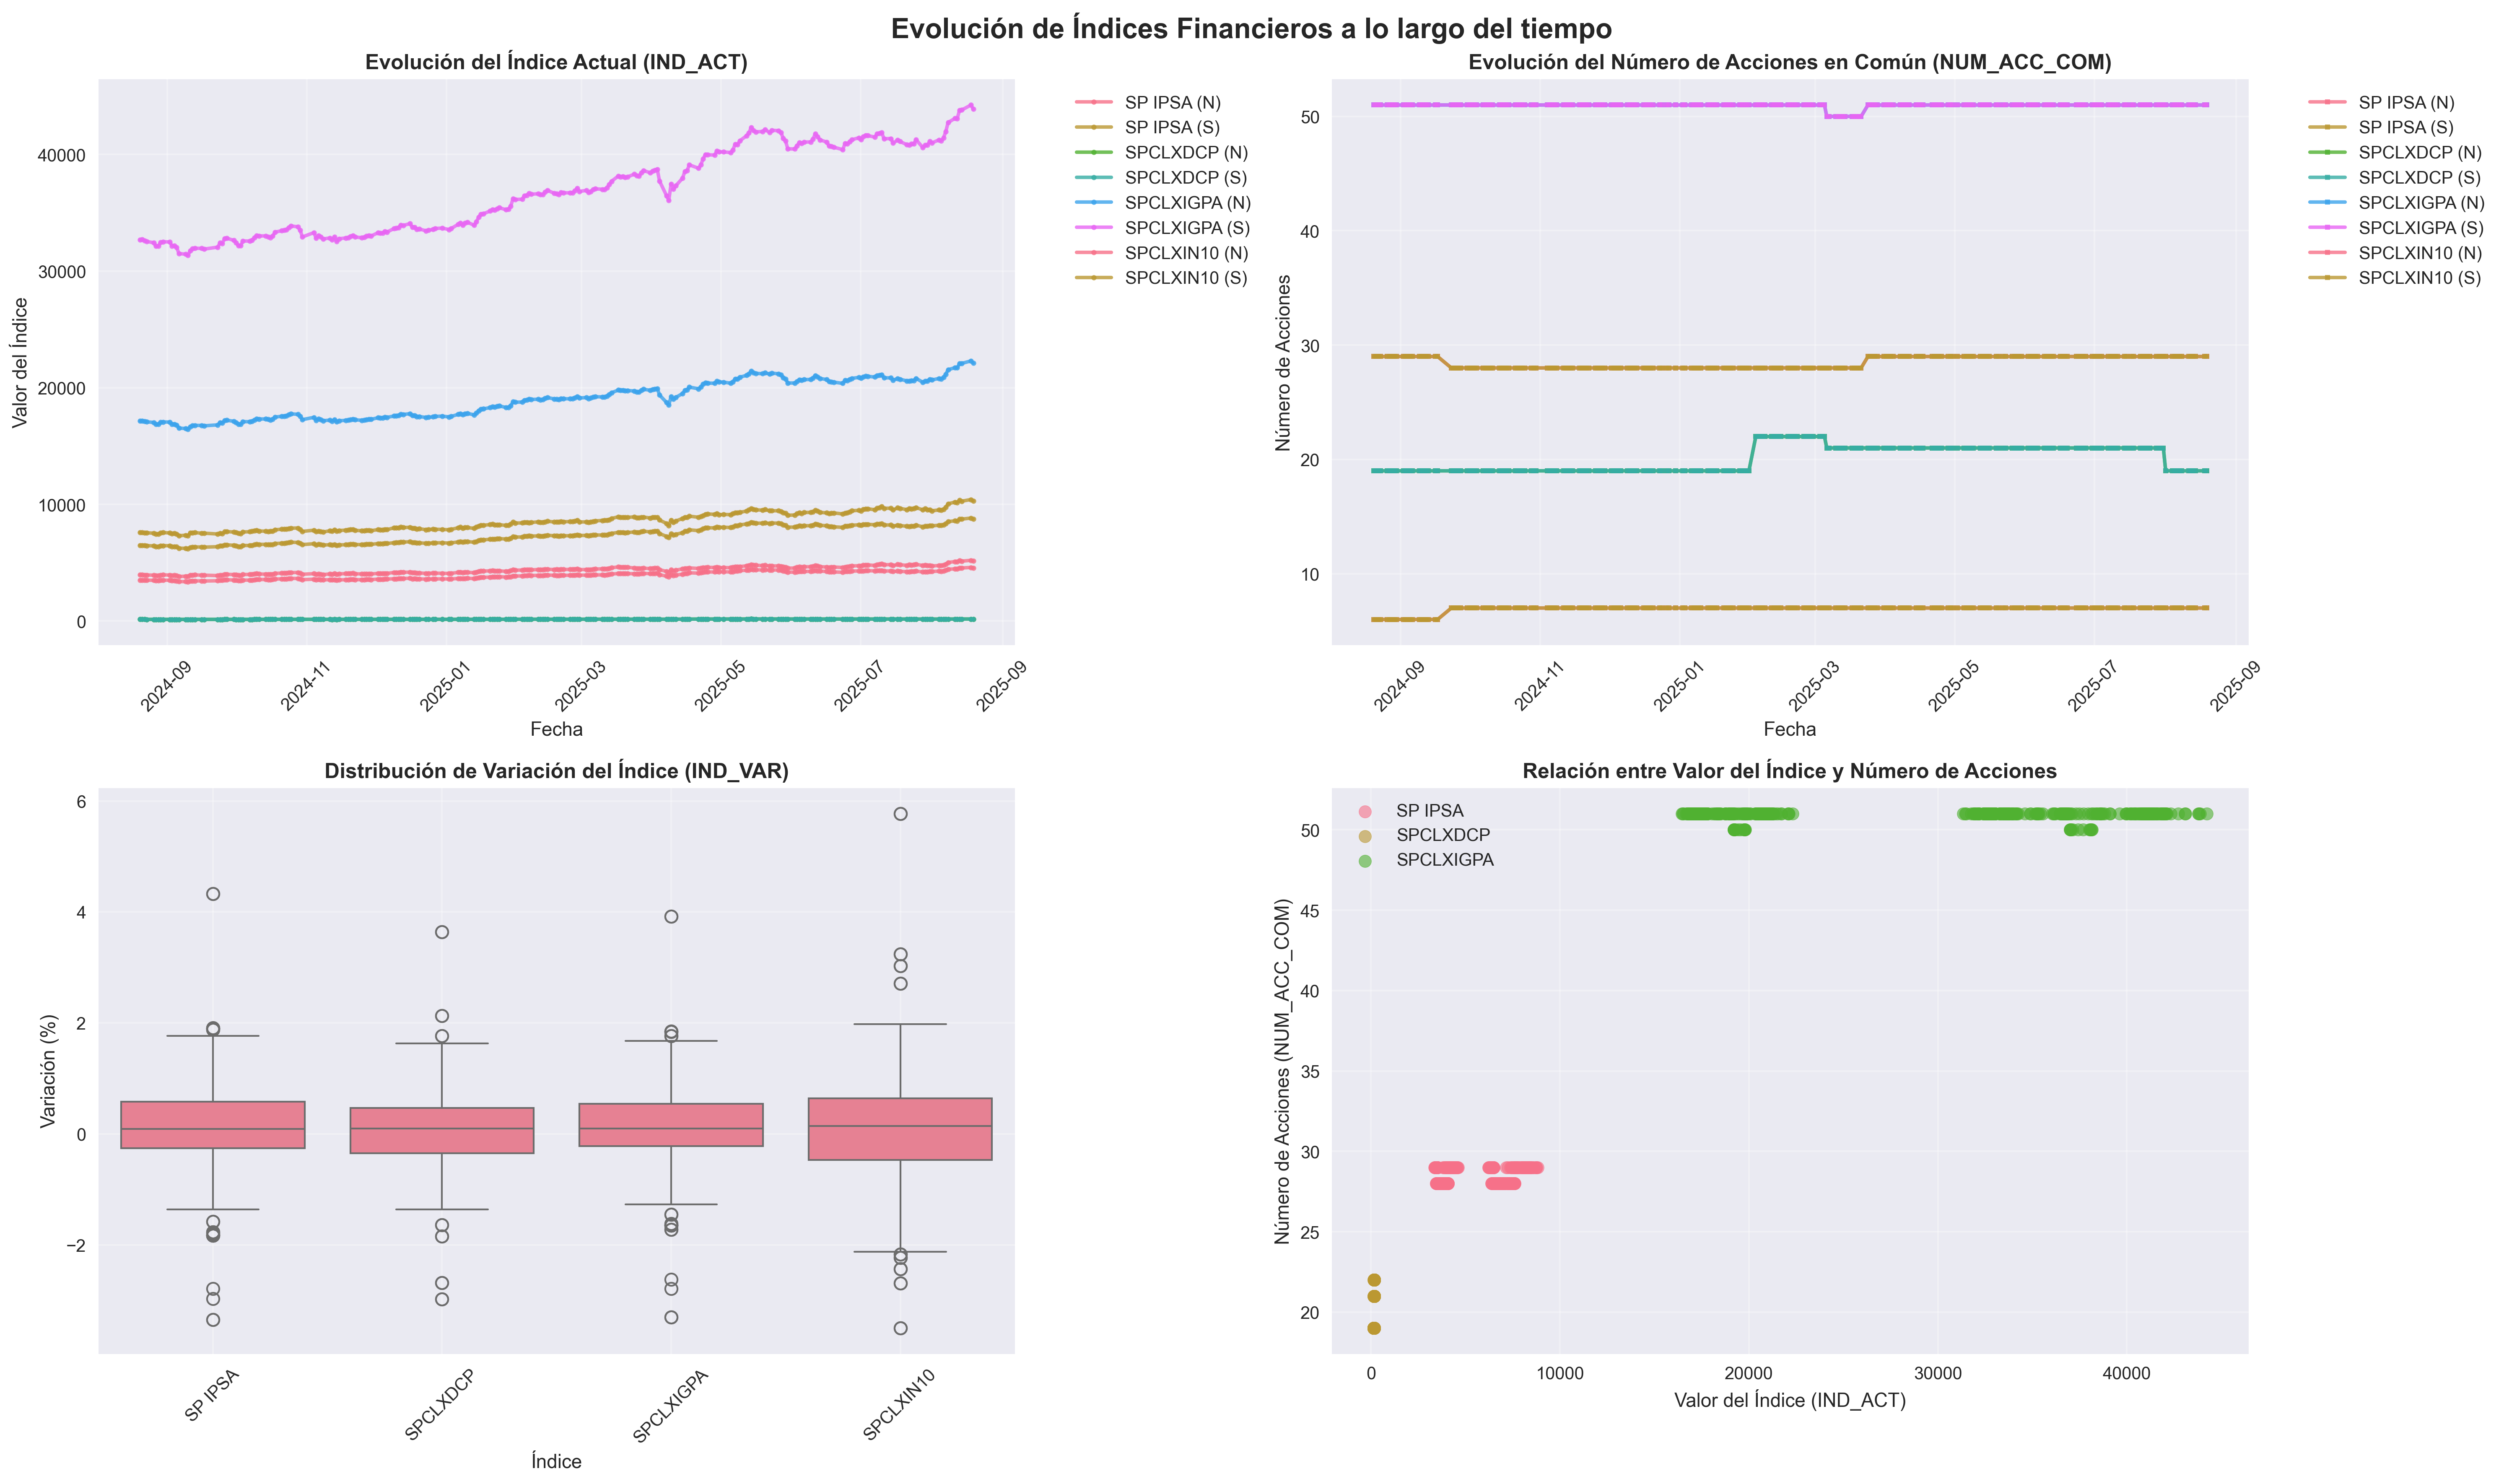 Evolución de Índices Financieros a lo largo del tiempo
Evolución del Índice Actual (IND_ACT)
Valor del Índice
40000
30000
20000
10000
0
2024-09
2024-11
2025-01
2025-03
2025-05
2025-07
2025-09
Fecha
SP IPSA (N)
SP IPSA (S)
SPCLXDCP (N)
SPCLXDCP (S)
SPCLXIGPA (N)
SPCLXIGPA (S)
SPCLXIN10 (N)
SPCLXIN10 (S)
Evolución del Número de Acciones en Común (NUM_ACC_COM)
Número de Acciones
50
40
30
20
10
2024-09
2024-11
2025-01
2025-03
2025-05
2025-07
2025-09
Fecha
SP IPSA (N)
SP IPSA (S)
SPCLXDCP (N)
SPCLXDCP (S)
SPCLXIGPA (N)
SPCLXIGPA (S)
SPCLXIN10 (N)
SPCLXIN10 (S)
Distribución de Variación del Índice (IND_VAR)
Variación (%)
6
4
2
0
−2
SP IPSA
SPCLXDCP
SPCLXIGPA
SPCLXIN10
Índice
Relación entre Valor del Índice y Número de Acciones
SP IPSA
SPCLXDCP
SPCLXIGPA
Número de Acciones (NUM_ACC_COM)
50
45
40
35
30
25
20
0
10000
20000
30000
40000
Valor del Índice (IND_ACT)